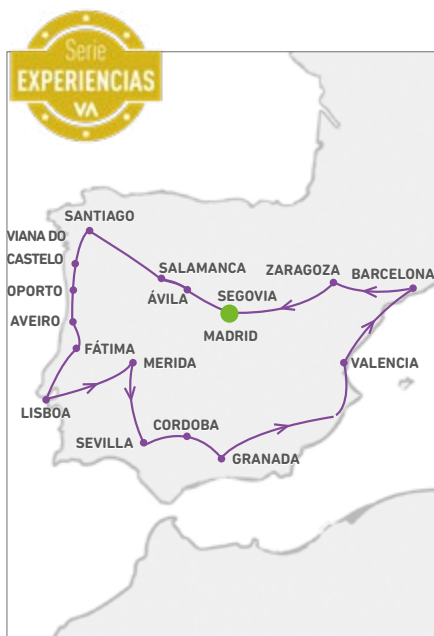 Serie
EXPERIENCIAS
VA
SANTIAGO
VIANA DO
CASTELO
OPORTO
AVEIRO
FÁTIMA
LISBOA
SALAMANCA
ÁVILA
SEGOVIA
MADRID
ZARAGOZA
BARCELONA
VALENCIA
MERIDA
SEVILLA
CORDOBA
GRANADA